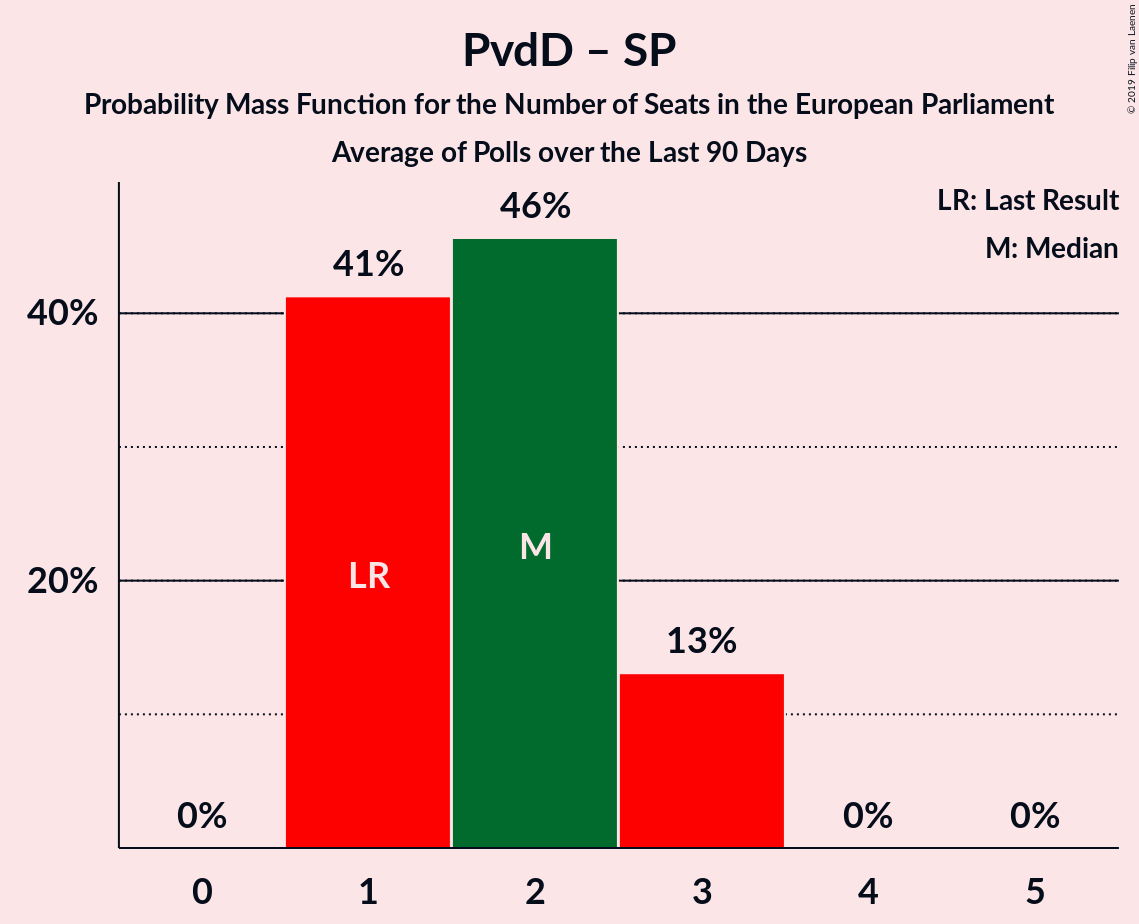 PvdD – SP
Probability Mass Function for the Number of Seats in the European Parliament
Average of Polls over the Last 90 Days
© 2019 Filip van Laenen
LR: Last Result
M: Median
46%
41%
40%
M
LR
20%
13%
0%
0%
0%
0
1
2
3
4
5